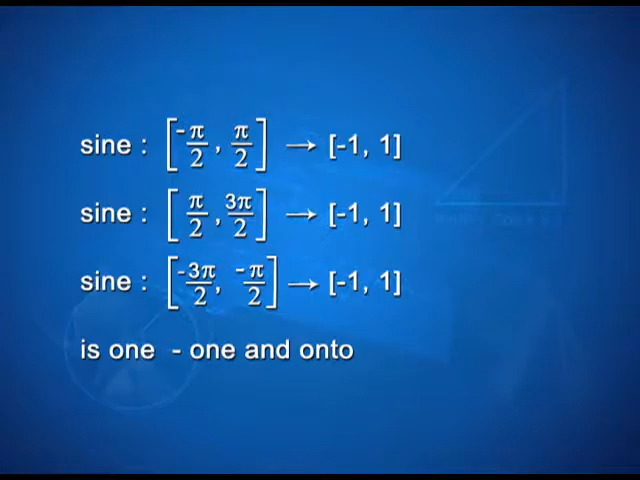 sine : [-π/2, π/2] → [-1, 1]
sine : [π/2, 3π/2] → [-1, 1]
sine : [-3π/2, -π/2] → [-1, 1]
is one - one and onto